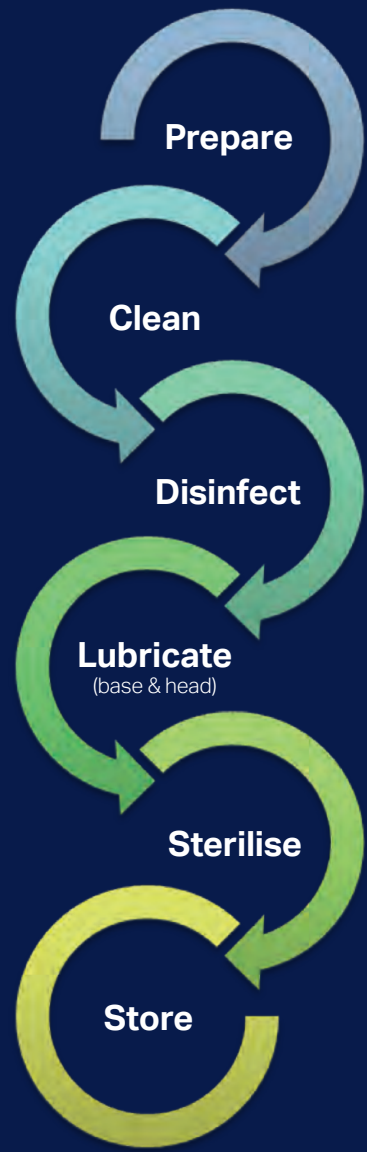 Prepare
Clean
Disinfect
Lubricate
(base & head)
Sterilise
Store